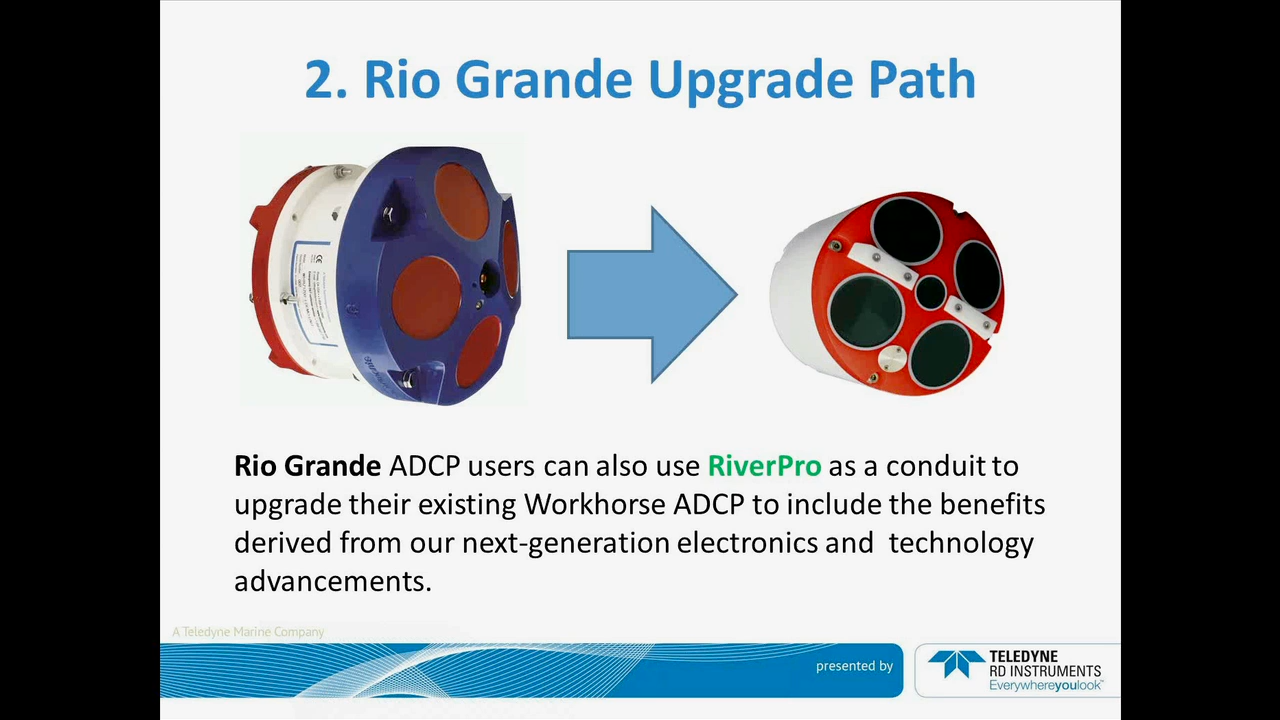 2. Rio Grande Upgrade Path
Rio Grande ADCP users can also use RiverPro as a conduit to
upgrade their existing Workhorse ADCP to include the benefits
derived from our next-generation electronics and technology
advancements.
A Teledyne Marine Company
presented by
TELEDYNE
RD INSTRUMENTS
Everywhereyoulook™